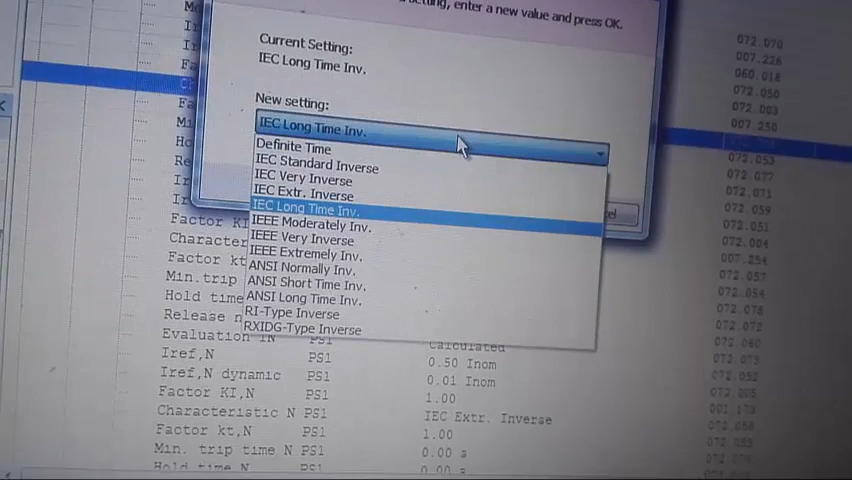 setting, enter a new value and press OK.
Current Setting:
IEC Long Time Inv.
New setting:
IEC Long Time Inv.
Definite Time
IEC Standard Inverse
IEC Very Inverse
IEC Extr. Inverse
IEC Long Time Inv.
IEEE Moderately Inv.
IEEE Very Inverse
IEEE Extremely Inv.
ANSI Normally Inv.
ANSI Short Time Inv.
ANSI Long Time Inv.
RI-Type Inverse
RXIDG-Type Inverse
Factor KI
Character
Factor kt
Min.trip
Hold time
Release
Evaluation IN PS1 Calculated
Iref,N PS1 0.50 Inom
Iref,N dynamic PS1 0.01 Inom
Factor KI,N PS1 1.00
Characteristic N PS1 IEC Extr. Inverse
Factor kt,N PS1 1.00
Min. trip time N PS1 0.00 s
Hold time N PS1 0.00 s
072.070
007.226
060.018
072.050
072.003
007.250
072.053
072.077
072.071
072.059
072.051
072.004
007.254
072.057
072.054
072.072
072.060
072.073
072.052